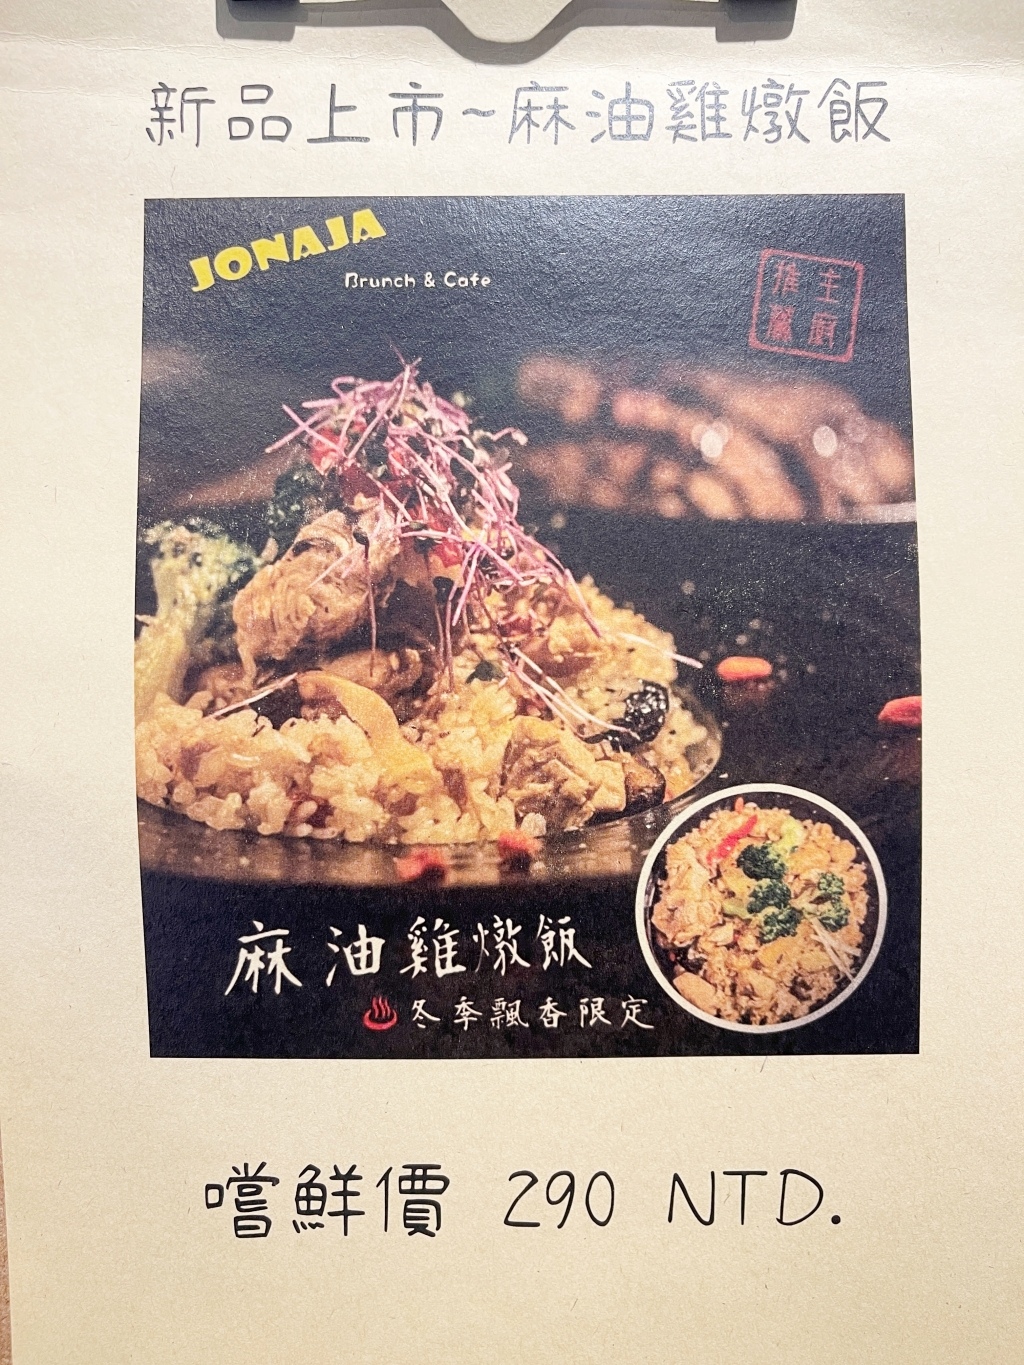 新品上市~麻油雞燉飯
JONAJA
Brunch & Cafe
主廚
推薦
麻油雞燉飯
冬季飄香限定
嚐鮮價 290 NTD.